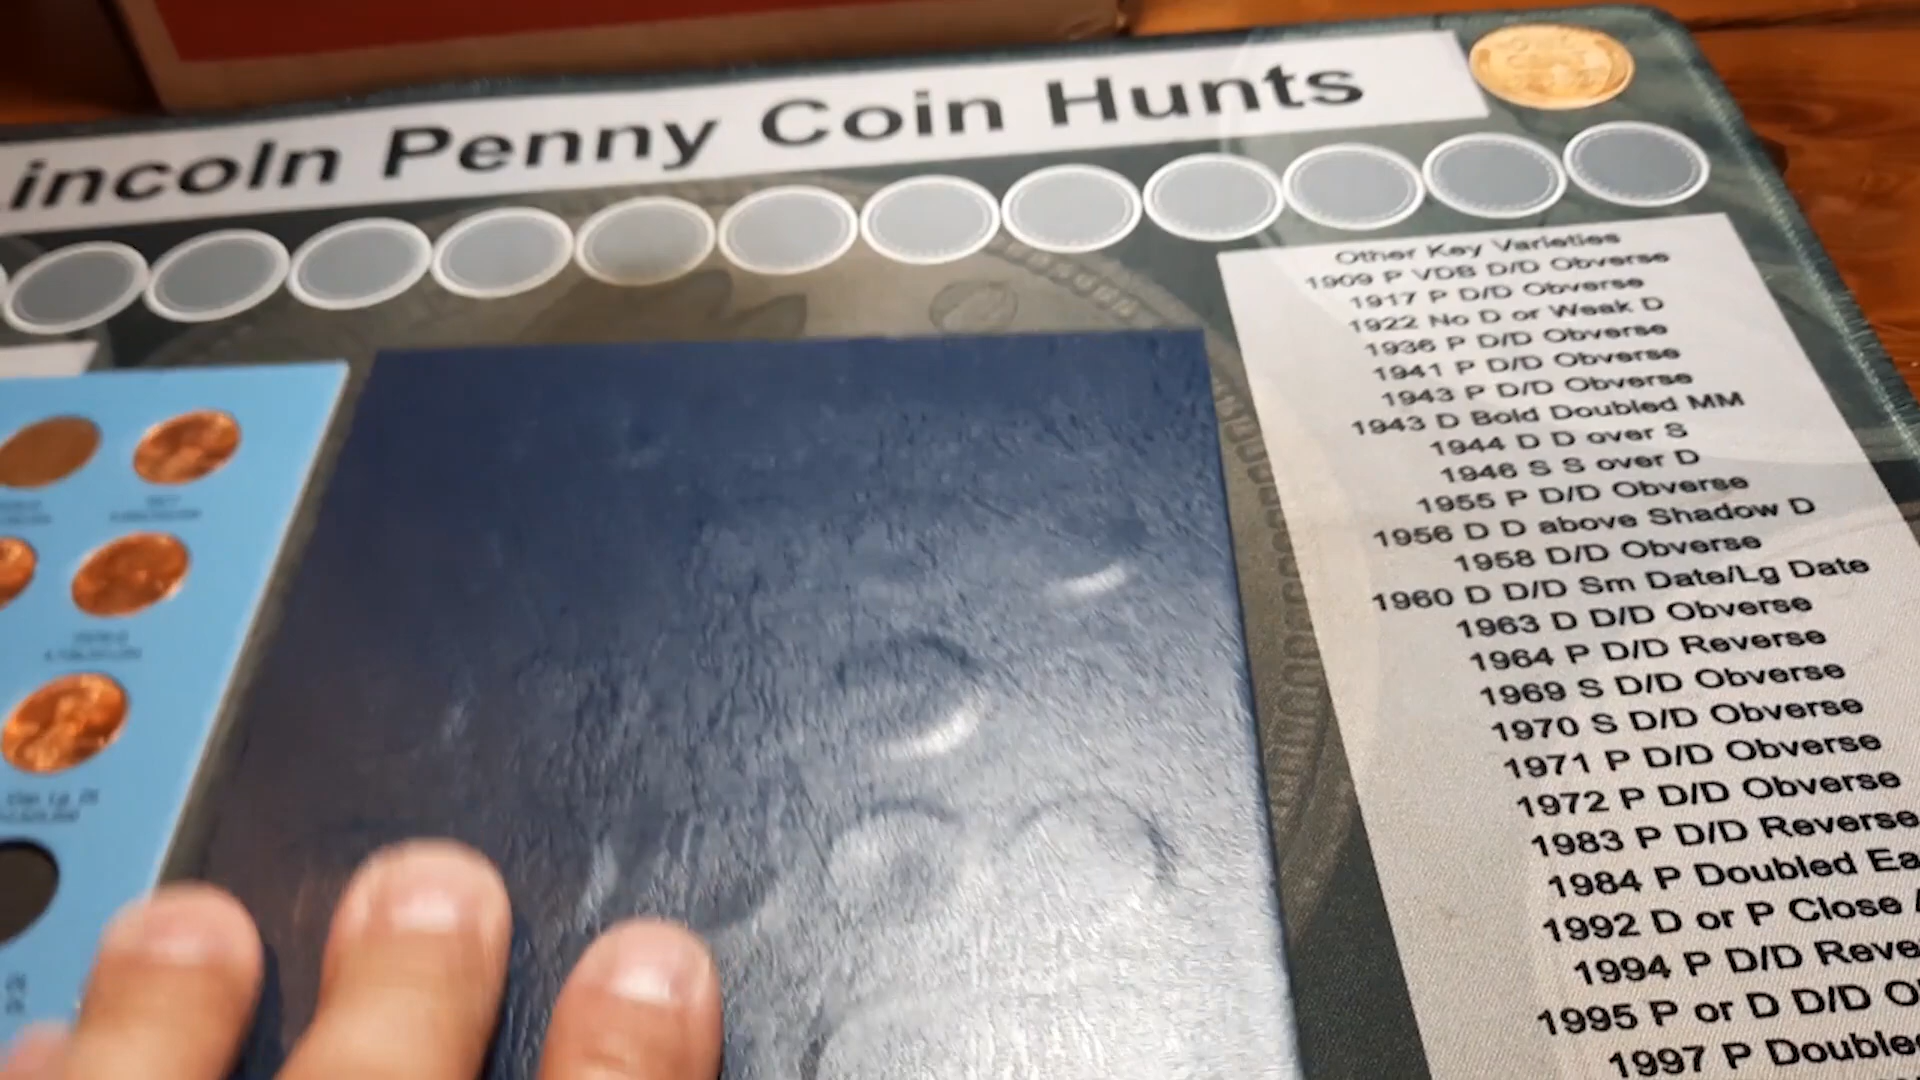 incoln Penny Coin Hunts
Other Key Varieties
1909 P VDB D/D Obverse
1917 P D/D Obverse
1922 No D or Weak D
1936 P D/D Obverse
1941 P D/D Obverse
1943 P D/D Obverse
1943 D Bold Doubled MM
1944 D D over S
1946 S S over D
1955 P D/D Obverse
1956 D D above Shadow D
1958 D/D Obverse
1960 D D/D Sm Date/Lg Date
1963 D D/D Obverse
1964 P D/D Reverse
1969 S D/D Obverse
1970 S D/D Obverse
1971 P D/D Obverse
1972 P D/D Obverse
1983 P D/D Reverse
1984 P Doubled Ea
1992 D or P Close
1994 P D/D Reve
1995 P or D D/D O
1997 P Double